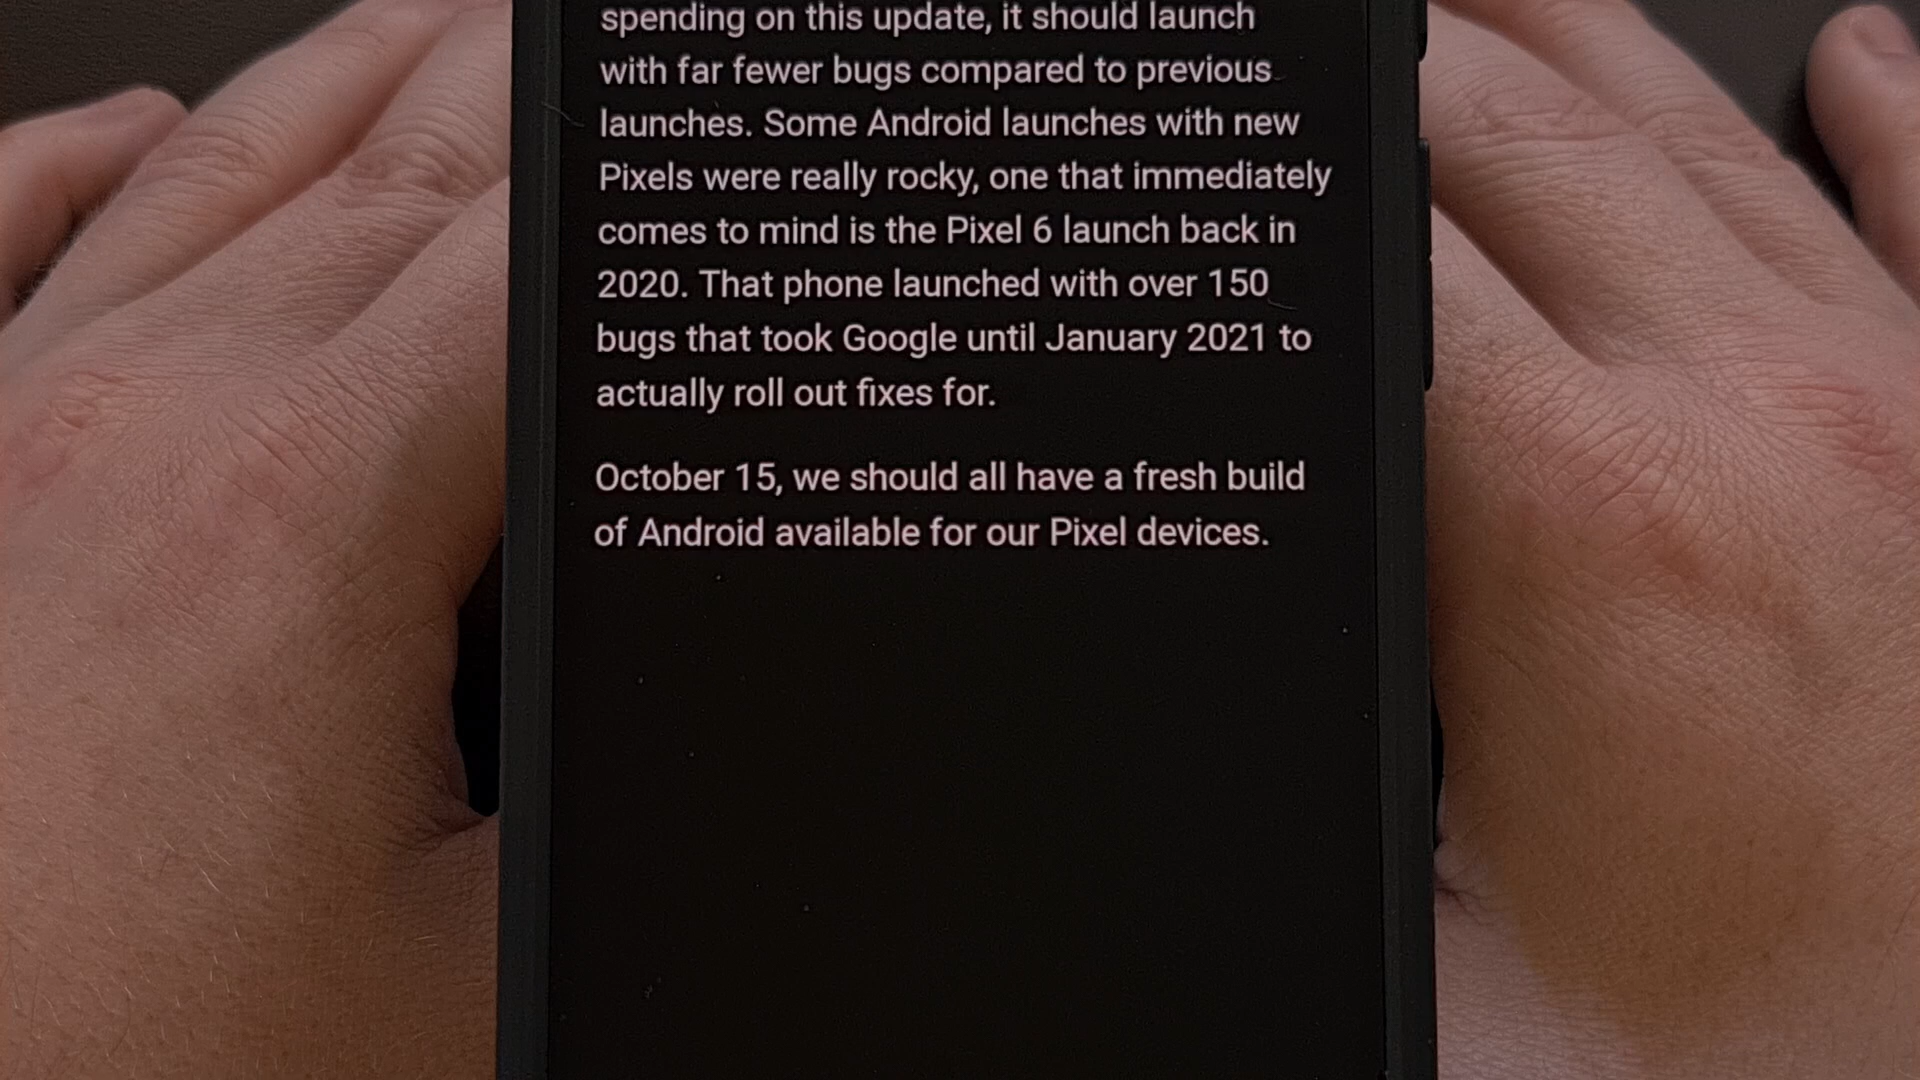 spending on this update, it should launch
with far fewer bugs compared to previous
launches. Some Android launches with new
Pixels were really rocky, one that immediately
comes to mind is the Pixel 6 launch back in
2020. That phone launched with over 150
bugs that took Google until January 2021 to
actually roll out fixes for.
October 15, we should all have a fresh build
of Android available for our Pixel devices.